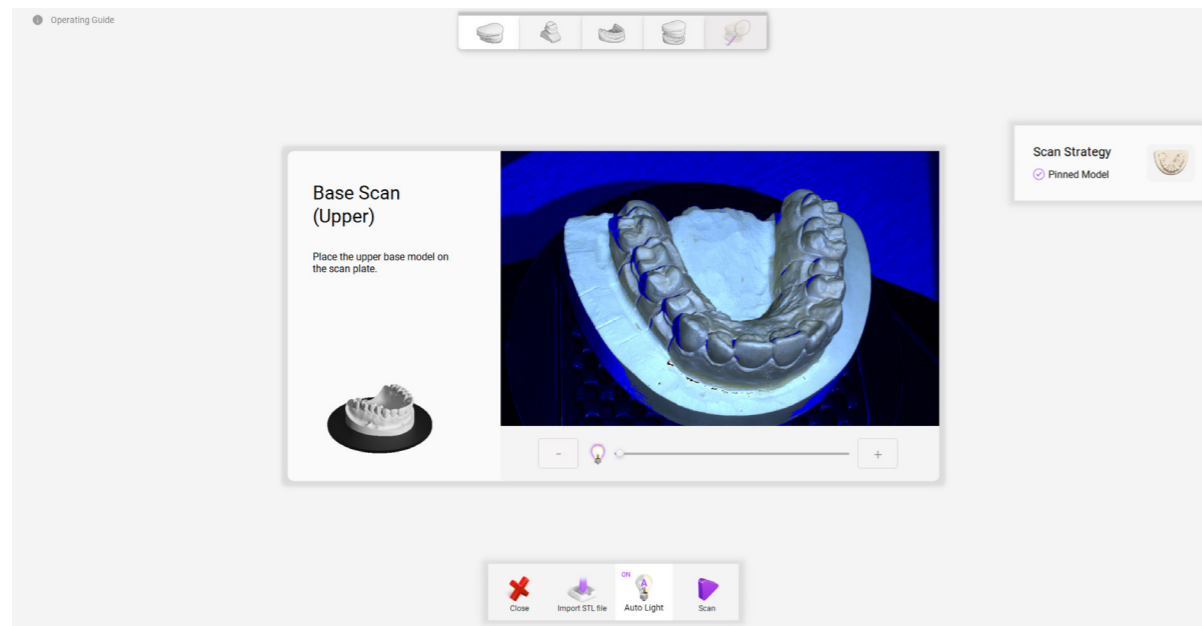 Operating Guide
Base Scan
(Upper)
Place the upper base model on
the scan plate.
Scan Strategy
Pinned Model
-
+
ON
A
Close
Import STL file
Auto Light
Scan